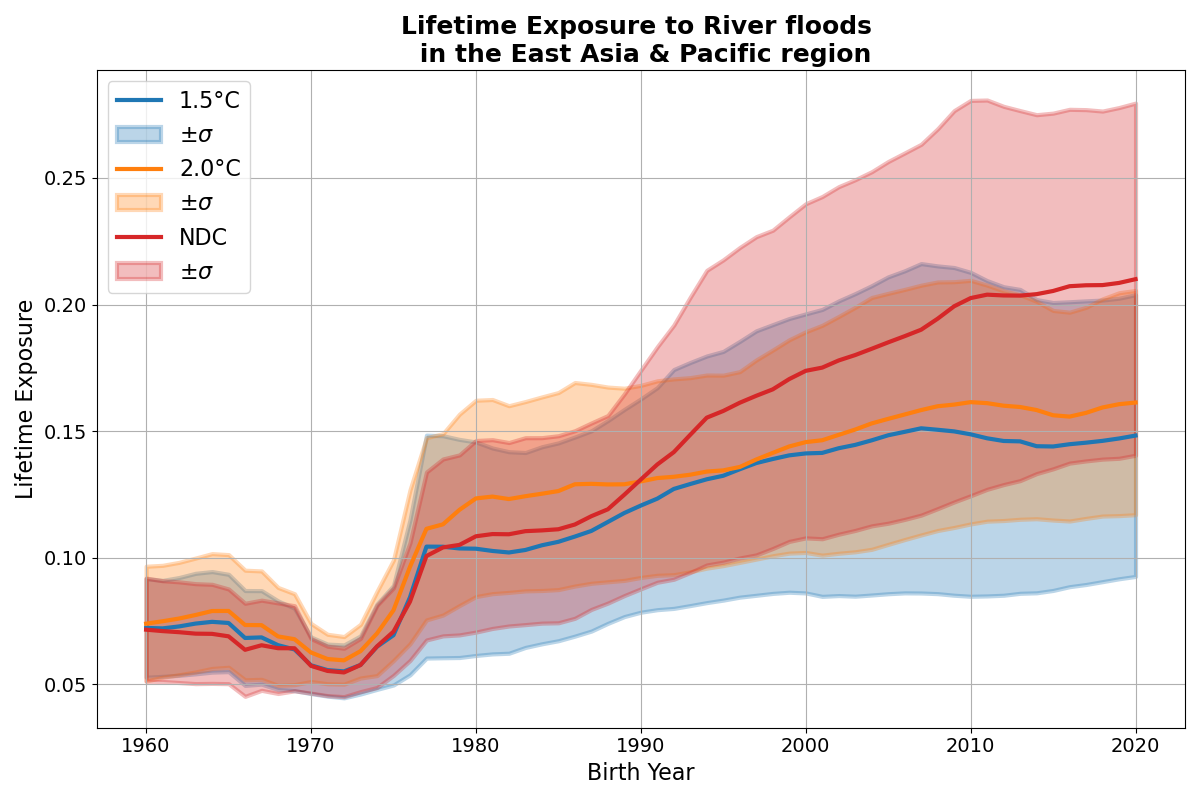 Lifetime Exposure to River floods
in the East Asia & Pacific region
1.5°C
±σ
2.0°C
±σ
NDC
±σ
Lifetime Exposure
0.25
0.20
0.15
0.10
0.05
1960 1970 1980 1990 2000 2010 2020
Birth Year